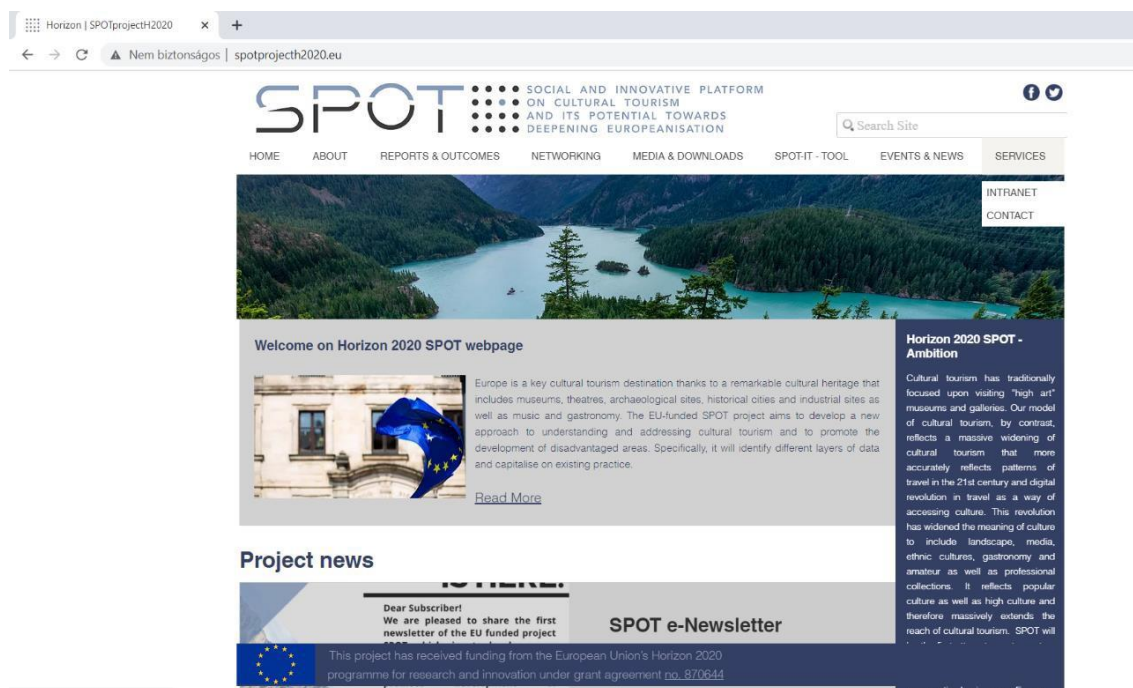 Horizon | SPOTprojectH2020
Nem biztonságos | spotprojecth2020.eu
SPOT
SOCIAL AND INNOVATIVE PLATFORM
ON CULTURAL TOURISM
AND ITS POTENTIAL TOWARDS
DEEPENING EUROPEANISATION
Search Site
HOME ABOUT REPORTS & OUTCOMES NETWORKING MEDIA & DOWNLOADS SPOT-IT - TOOL EVENTS & NEWS SERVICES
INTRANET
CONTACT
Welcome on Horizon 2020 SPOT webpage
Europe is a key cultural tourism destination thanks to a remarkable cultural heritage that
includes museums, theatres, archaeological sites, historical cities and industrial sites as
well as music and gastronomy. The EU-funded SPOT project aims to develop a new
approach to understanding and addressing cultural tourism and to promote the
development of disadvantaged areas. Specifically, it will identify different layers of data
and capitalise on existing practice.
Read More
Horizon 2020 SPOT -
Ambition
Cultural tourism has traditionally
focused upon visiting "high art"
museums and galleries. Our model
of cultural tourism, by contrast,
reflects a massive widening of
cultural tourism that more
accurately reflects patterns of
travel in the 21st century and digital
revolution in travel as a way of
accessing culture. This revolution
has widened the meaning of culture
to include landscape, media,
ethnic cultures, gastronomy and
amateur as well as professional
collections. It reflects popular
culture as well as high culture and
therefore massively extends the
reach of cultural tourism. SPOT will
Project news
IS HERE!
Dear Subscriber!
We are pleased to share the first
newsletter of the EU funded project
SPOT e-Newsletter
This project has received funding from the European Union's Horizon 2020
programme for research and innovation under grant agreement no. 870644